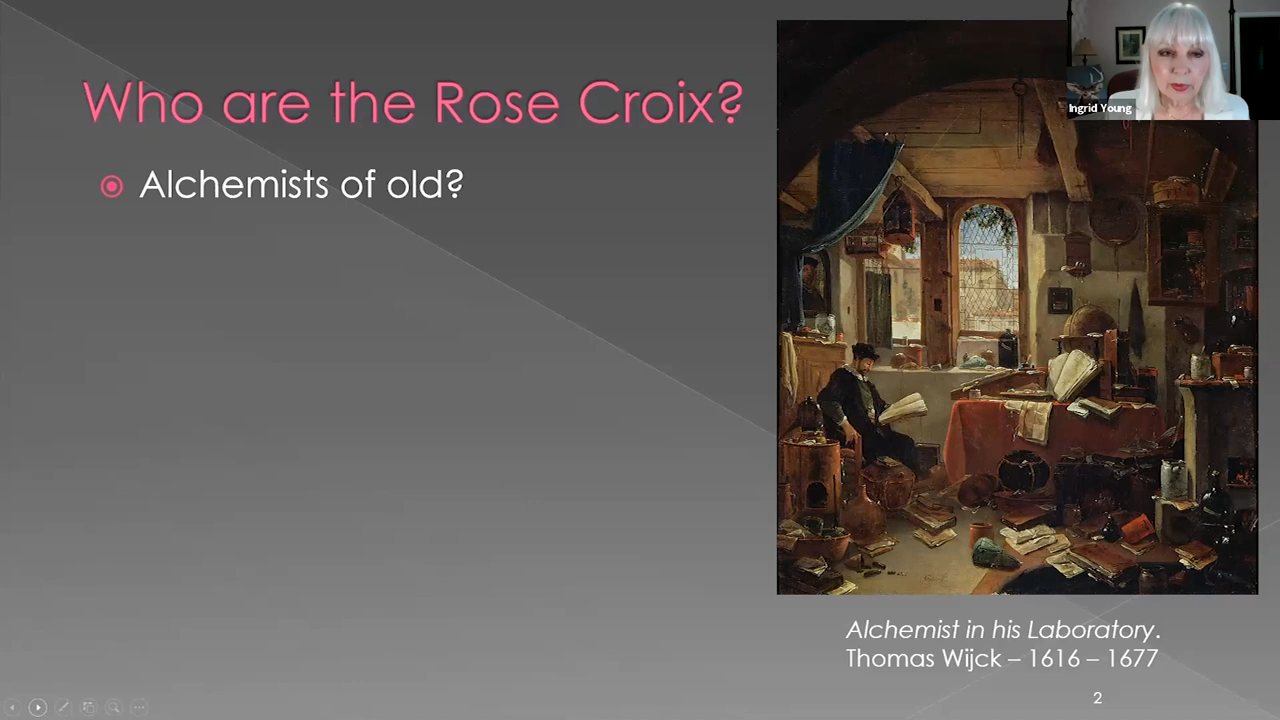 Who are the Rose Croix?
Alchemists of old?
Ingrid Young
Alchemist in his Laboratory.
Thomas Wijck – 1616 – 1677
2